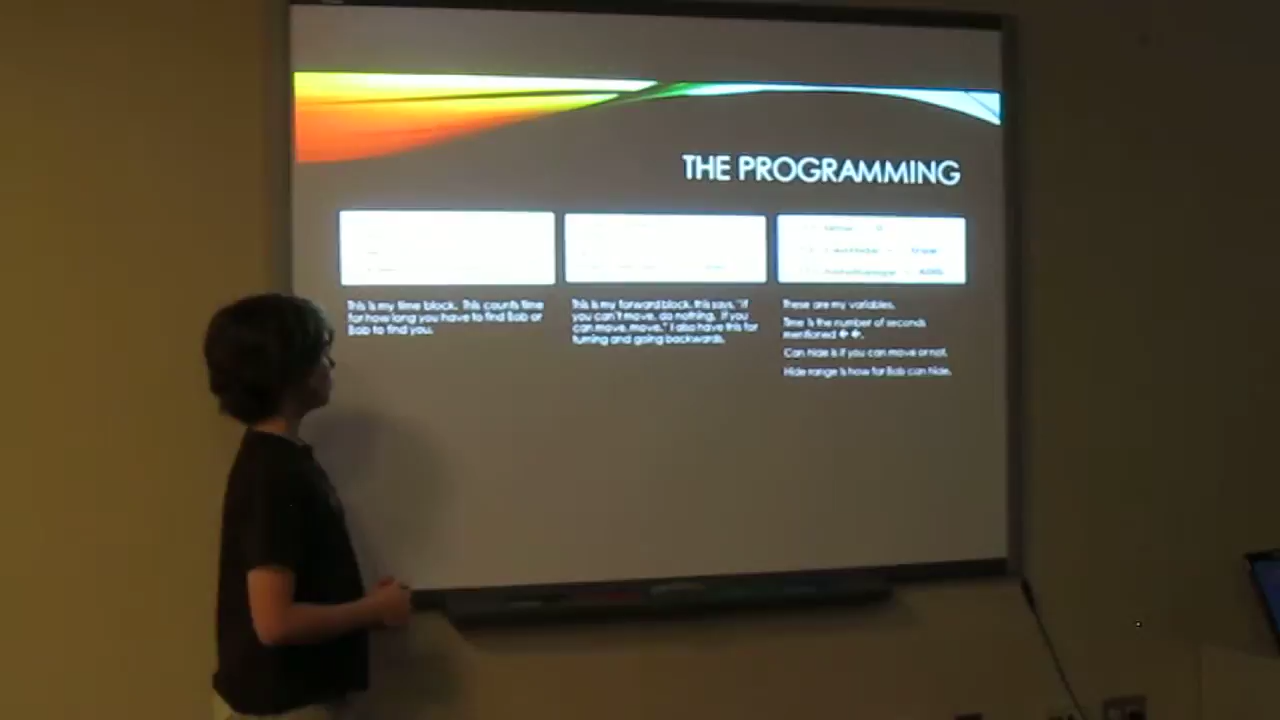 THE PROGRAMMING
This is my time block. This counts time
for how long you have to find Bob or
Bob to find you.
This is my forward block. this says, "If
you can't move, do nothing. If you
can move, move." I also have this for
turning and going backwards.
These are my variables.
Time is the number of seconds
mentioned ←←.
Can hide is if you can move or not.
Hide range is how far Bob can hide.